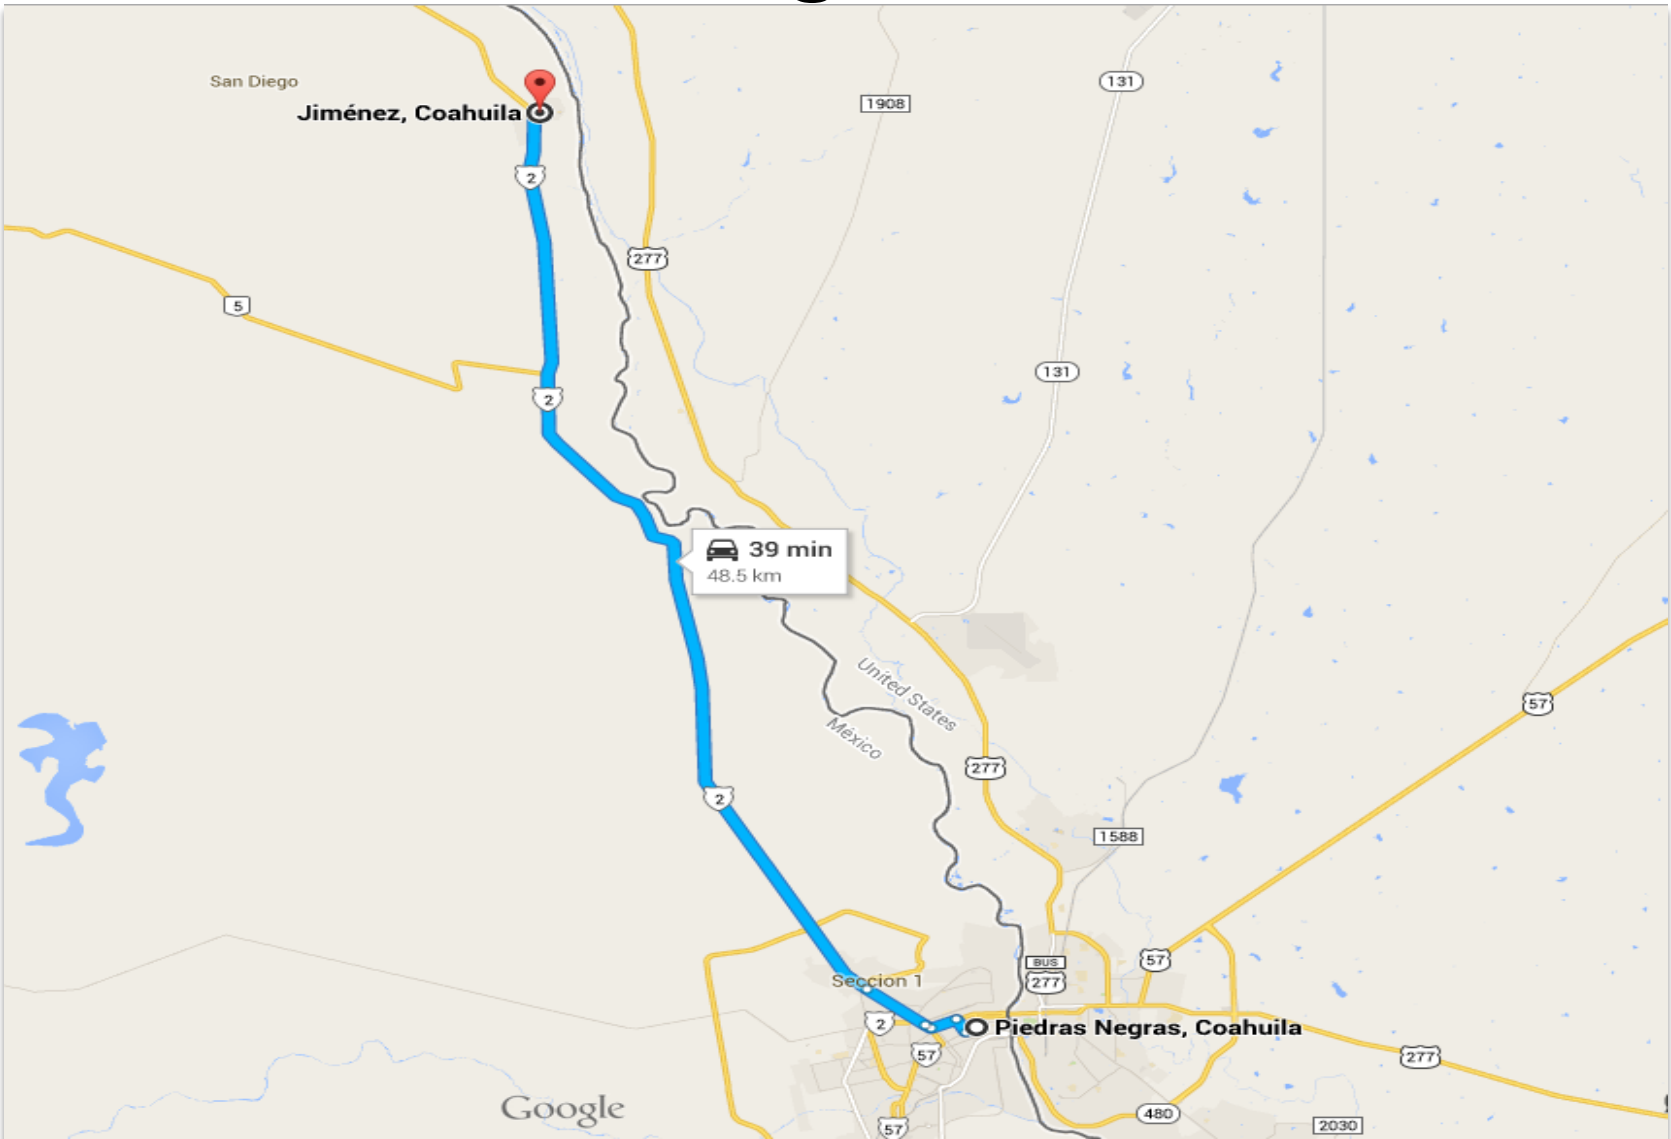 San Diego
131
1908
Jiménez, Coahuila
2
277
5
131
2
39 min
48.5 km
United States
México
57
277
2
1588
57
BUS
277
Seccion 1
2
Piedras Negras, Coahuila
57
277
Google
480
57
2030